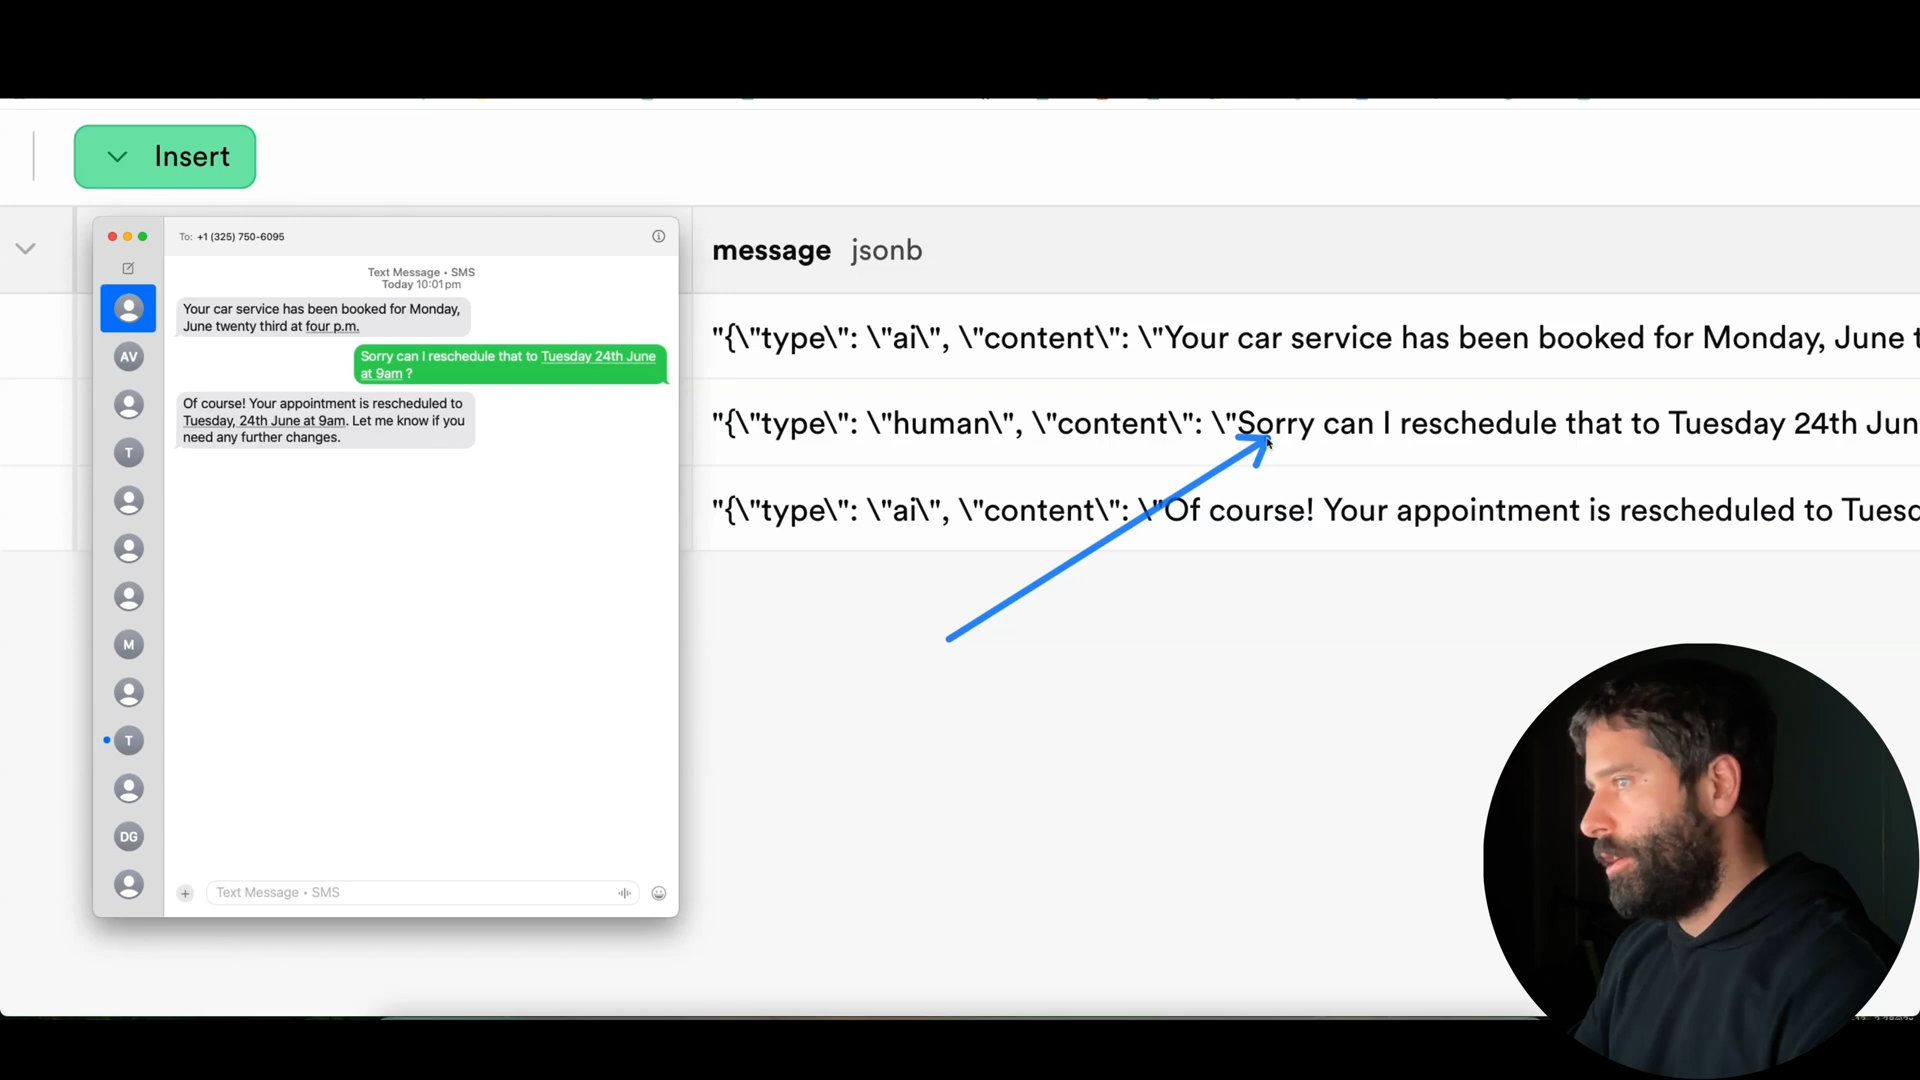 Insert
To: +1 (325) 750-6095
Text Message • SMS
Today 10:01 pm
Your car service has been booked for Monday,
June twenty third at four p.m.
Sorry can I reschedule that to Tuesday 24th June
at 9am ?
Of course! Your appointment is rescheduled to
Tuesday, 24th June at 9am. Let me know if you
need any further changes.
AV
T
M
T
DG
Text Message • SMS
message jsonb
"{\"type\": \"ai\", \"content\": \"Your car service has been booked for Monday, June t
"{\"type\": \"human\", \"content\": \"Sorry can I reschedule that to Tuesday 24th Jun
"{\"type\": \"ai\", \"content\": \"Of course! Your appointment is rescheduled to Tuesd